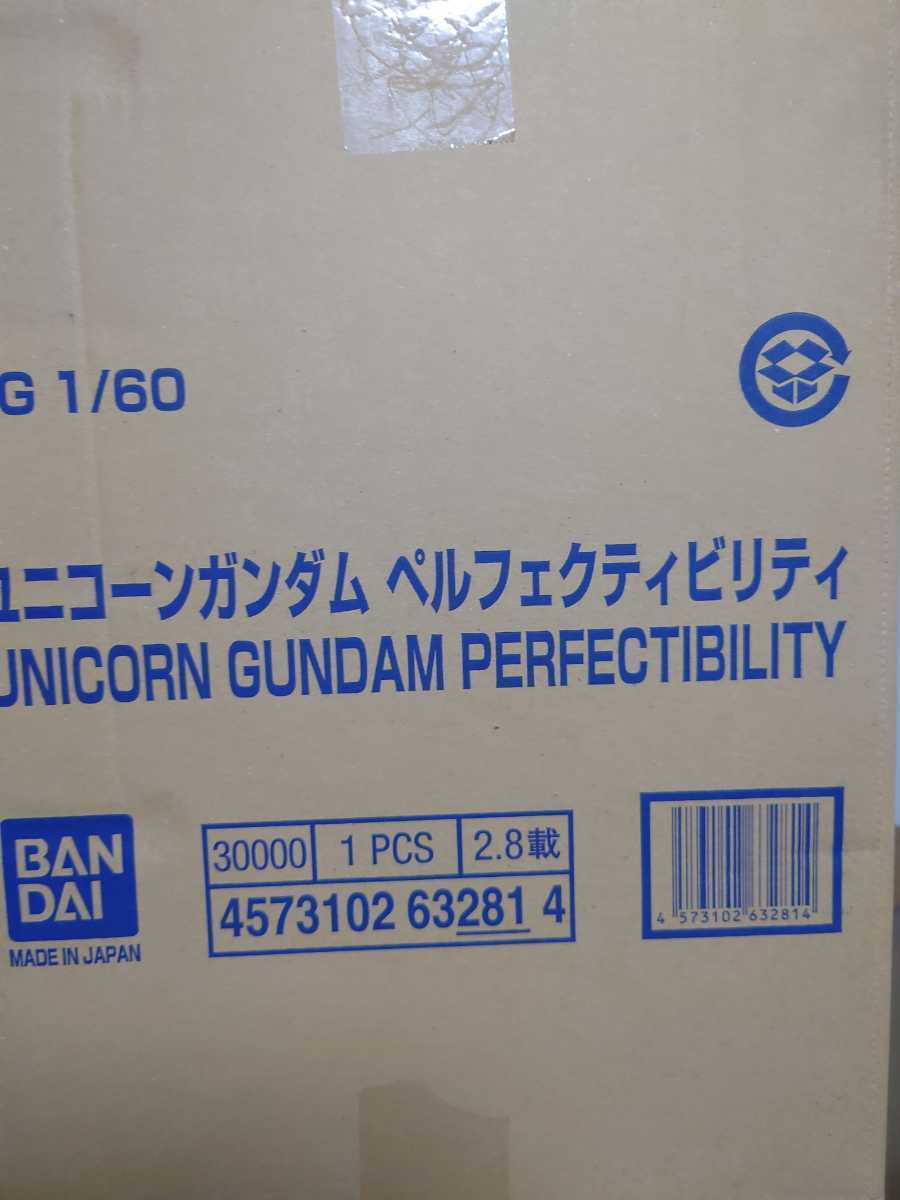 G 1/60
ユニコーンガンダム ペルフェクティビリティ
UNICORN GUNDAM PERFECTIBILITY
BAN
DAI
MADE IN JAPAN
30000 1 PCS 2.8載
4573102 63281 4
4 573102 632814